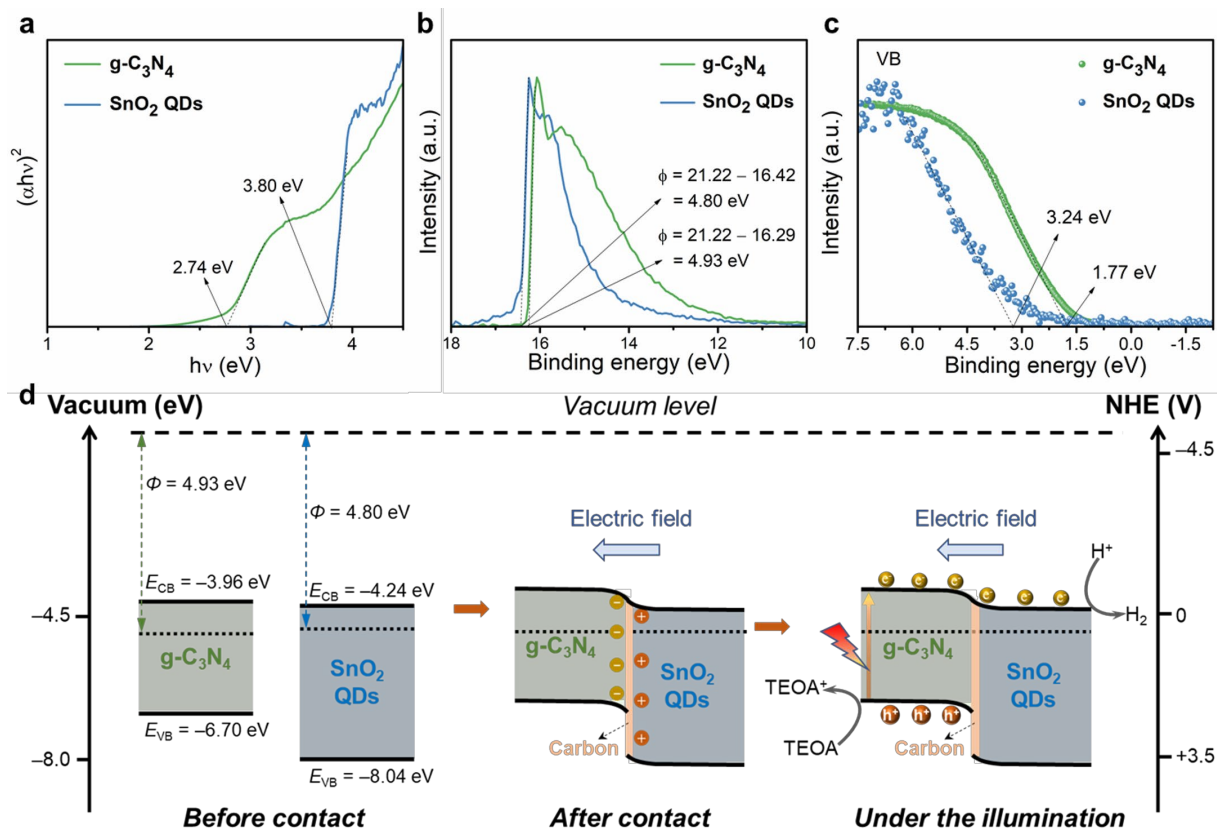 a
g-C₃N₄
SnO₂ QDs
3.80 eV
2.74 eV
(αhν)²
1 2 3 4
hν (eV)
b
g-C₃N₄
SnO₂ QDs
ϕ = 21.22 – 16.42
= 4.80 eV
ϕ = 21.22 – 16.29
= 4.93 eV
Intensity (a.u.)
18 16 14 12 10
Binding energy (eV)
c
VB
g-C₃N₄
SnO₂ QDs
3.24 eV
1.77 eV
Intensity (a.u.)
7.5 6.0 4.5 3.0 1.5 0.0 -1.5
Binding energy (eV)
d
Vacuum (eV)
Vacuum level
NHE (V)
–4.5
–8.0
Φ = 4.93 eV
Φ = 4.80 eV
E_CB = –3.96 eV
E_CB = –4.24 eV
g-C₃N₄
SnO₂
QDs
E_VB = –6.70 eV
E_VB = –8.04 eV
Before contact
Electric field
g-C₃N₄
– – – –
+ + + +
SnO₂
QDs
Carbon
After contact
Electric field
e⁻ e⁻ e⁻ e⁻ e⁻ e⁻
H⁺
H₂
g-C₃N₄
SnO₂
QDs
TEOA⁺
TEOA
h⁺ h⁺ h⁺
Carbon
Under the illumination
–4.5
0
+3.5